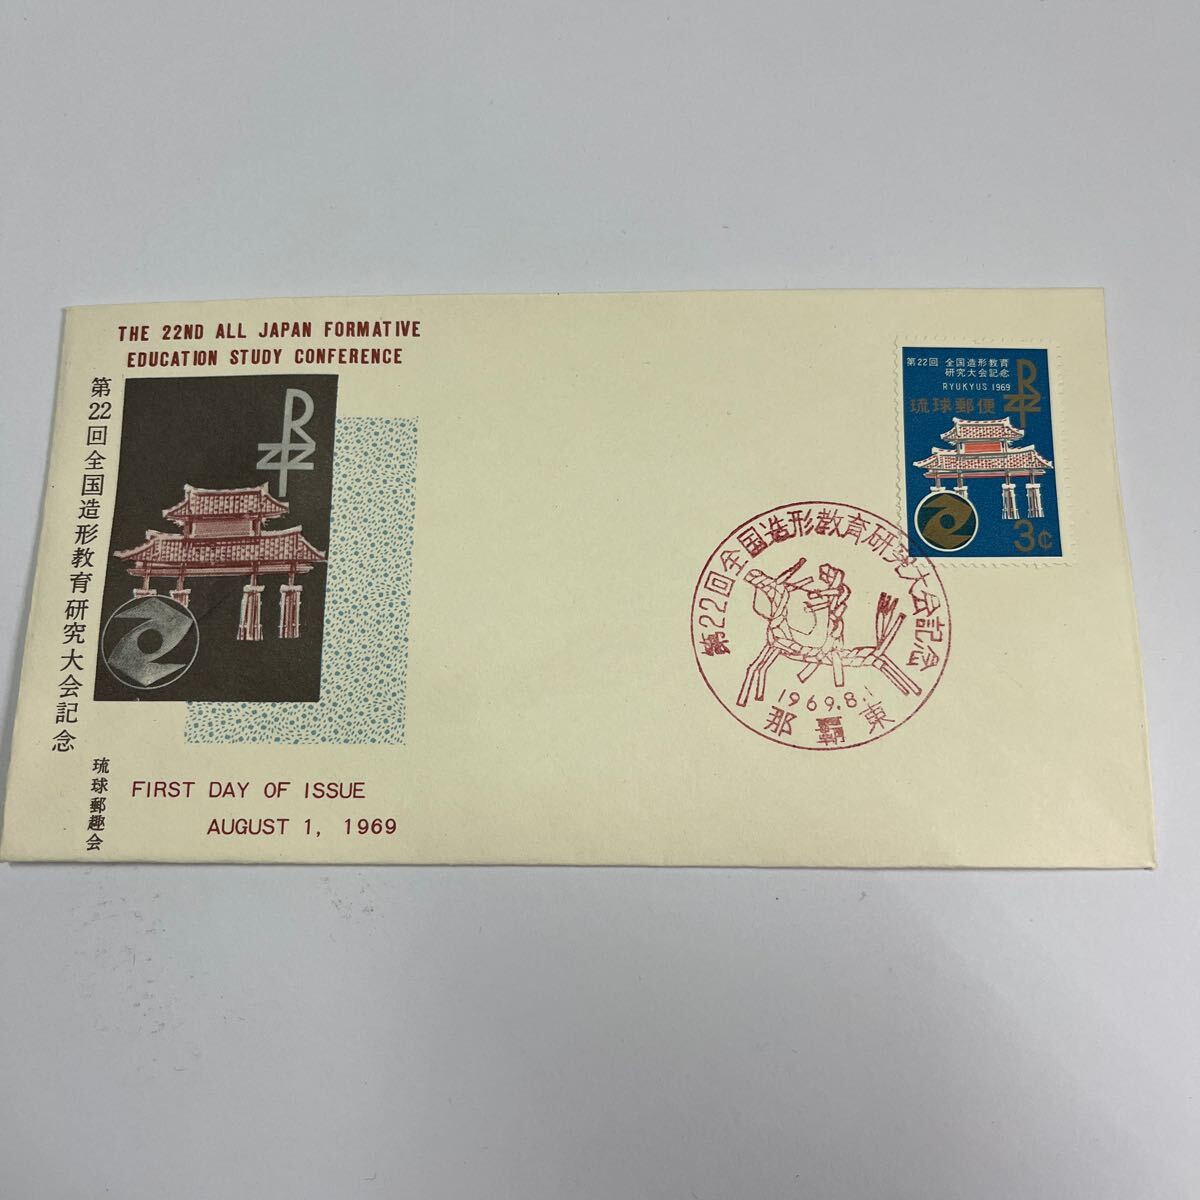 THE 22ND ALL JAPAN FORMATIVE
EDUCATION STUDY CONFERENCE
第22回全国造形教育研究大会記念
琉球郵趣会
FIRST DAY OF ISSUE
AUGUST 1, 1969
第22回 全国造形教育
研究大会記念
RYUKYUS 1969
琉球郵便
3¢
第22回全国造形教育研究大会記念
1969.8.1
那覇東